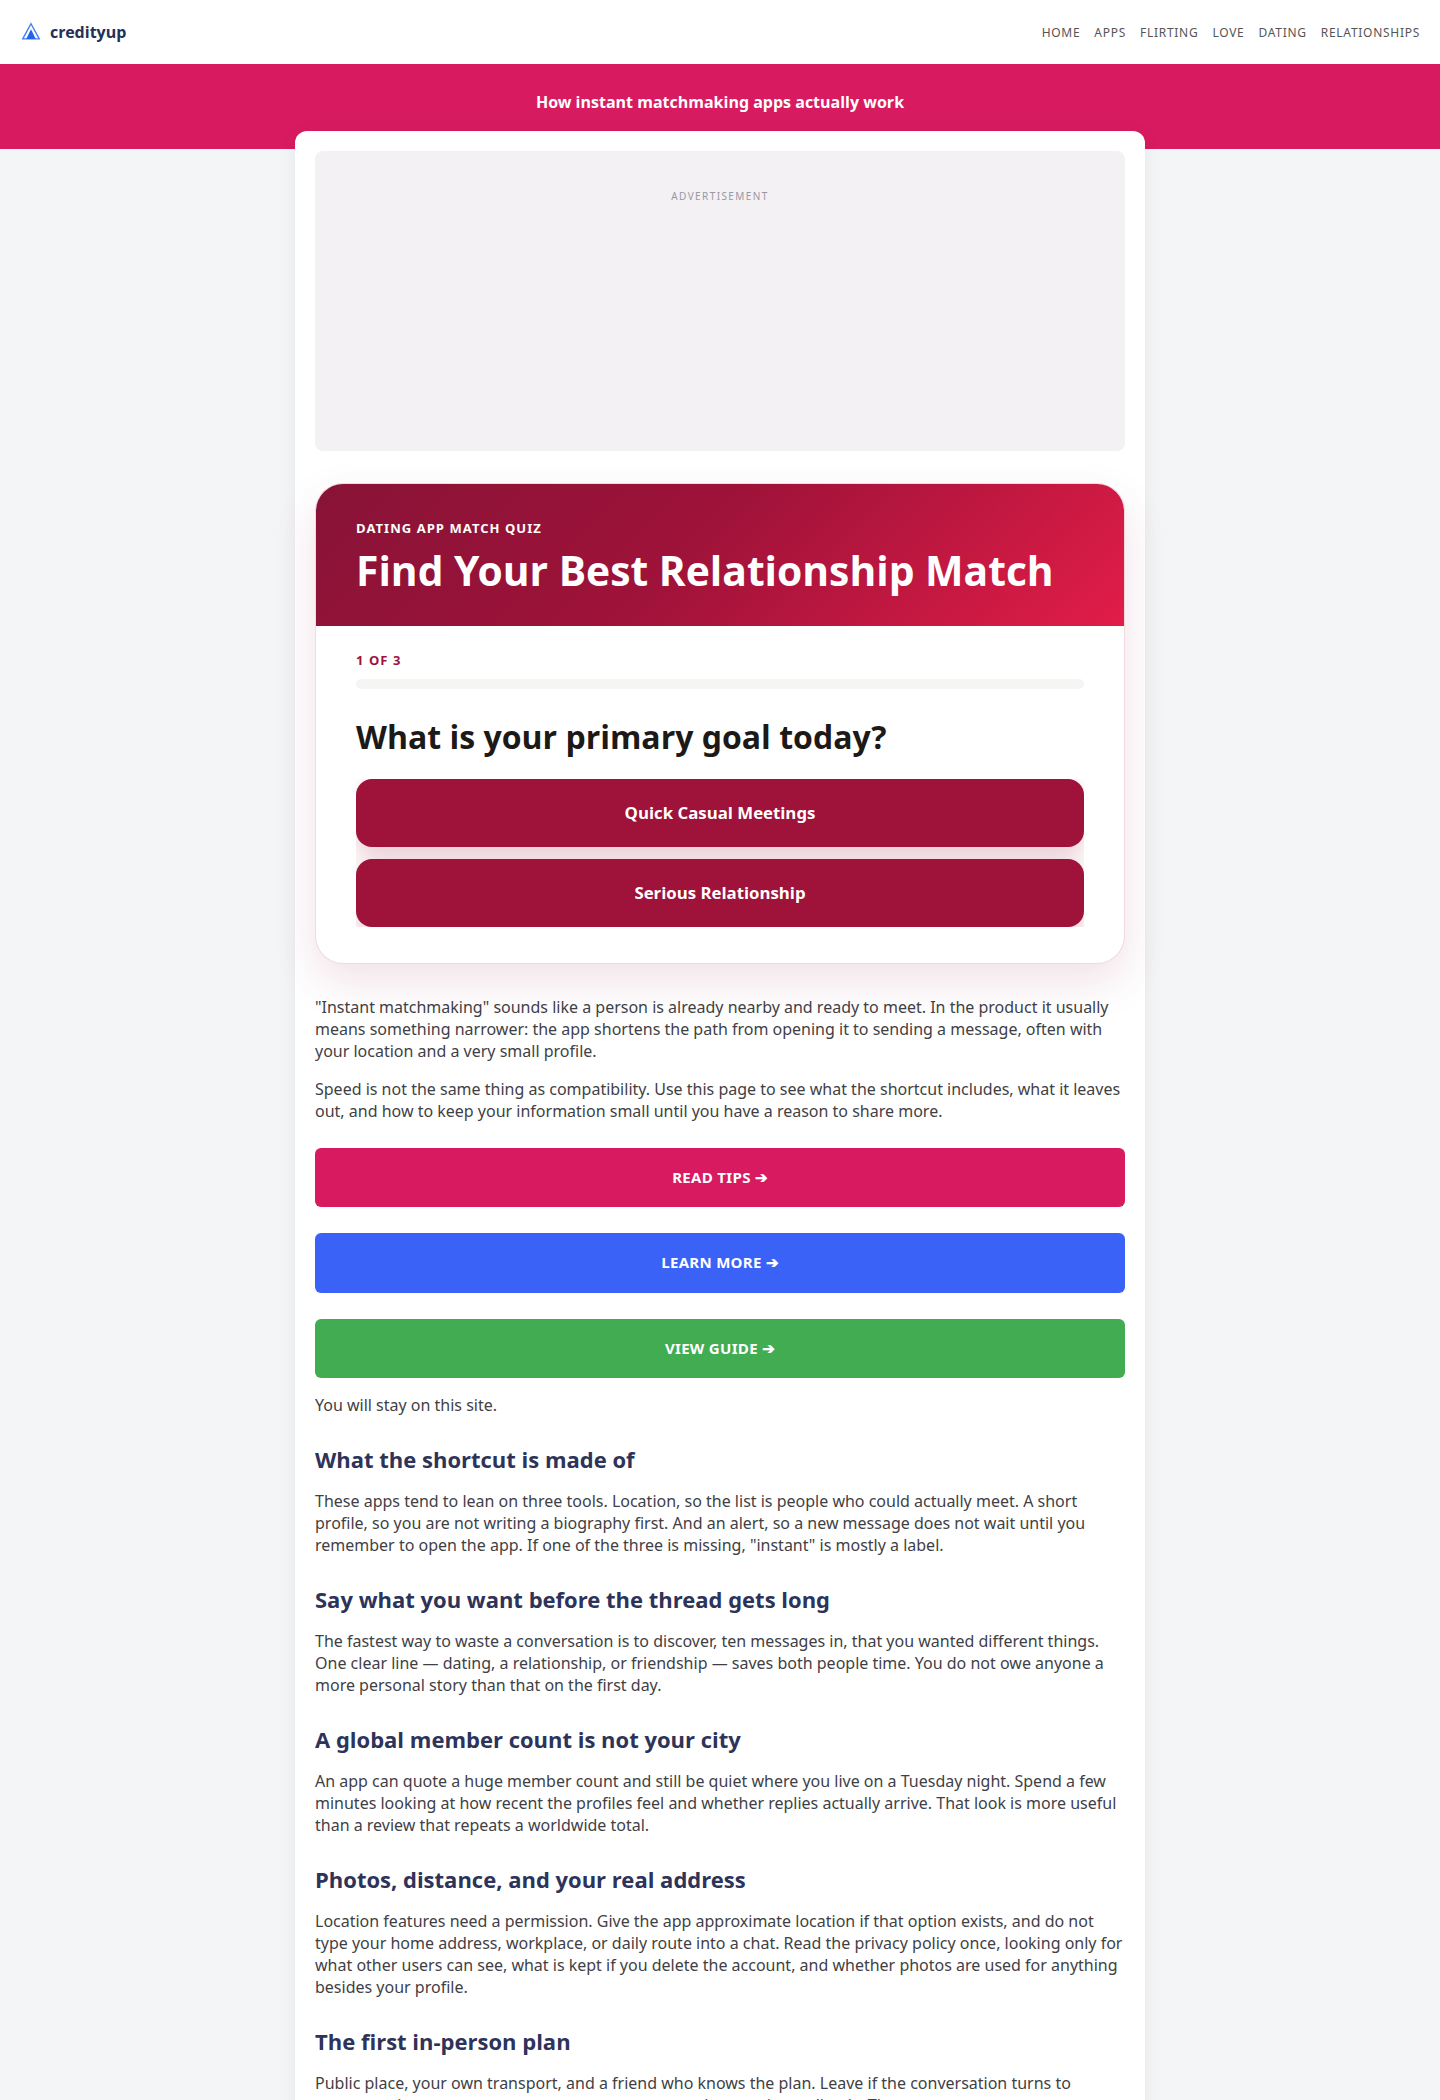 credityup
HOME APPS FLIRTING LOVE DATING RELATIONSHIPS
How instant matchmaking apps actually work
ADVERTISEMENT
DATING APP MATCH QUIZ
Find Your Best Relationship Match
1 OF 3
What is your primary goal today?
Quick Casual Meetings
Serious Relationship
"Instant matchmaking" sounds like a person is already nearby and ready to meet. In the product it usually
means something narrower: the app shortens the path from opening it to sending a message, often with
your location and a very small profile.
Speed is not the same thing as compatibility. Use this page to see what the shortcut includes, what it leaves
out, and how to keep your information small until you have a reason to share more.
READ TIPS ➔
LEARN MORE ➔
VIEW GUIDE ➔
You will stay on this site.
What the shortcut is made of
These apps tend to lean on three tools. Location, so the list is people who could actually meet. A short
profile, so you are not writing a biography first. And an alert, so a new message does not wait until you
remember to open the app. If one of the three is missing, "instant" is mostly a label.
Say what you want before the thread gets long
The fastest way to waste a conversation is to discover, ten messages in, that you wanted different things.
One clear line — dating, a relationship, or friendship — saves both people time. You do not owe anyone a
more personal story than that on the first day.
A global member count is not your city
An app can quote a huge member count and still be quiet where you live on a Tuesday night. Spend a few
minutes looking at how recent the profiles feel and whether replies actually arrive. That look is more useful
than a review that repeats a worldwide total.
Photos, distance, and your real address
Location features need a permission. Give the app approximate location if that option exists, and do not
type your home address, workplace, or daily route into a chat. Read the privacy policy once, looking only for
what other users can see, what is kept if you delete the account, and whether photos are used for anything
besides your profile.
The first in-person plan
Public place, your own transport, and a friend who knows the plan. Leave if the conversation turns to